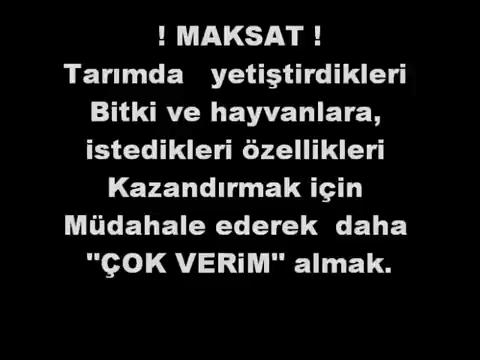 ! MAKSAT !
Tarımda yetiştirdikleri
Bitki ve hayvanlara,
istedikleri özellikleri
Kazandırmak için
Müdahale ederek daha
"ÇOK VERiM" almak.